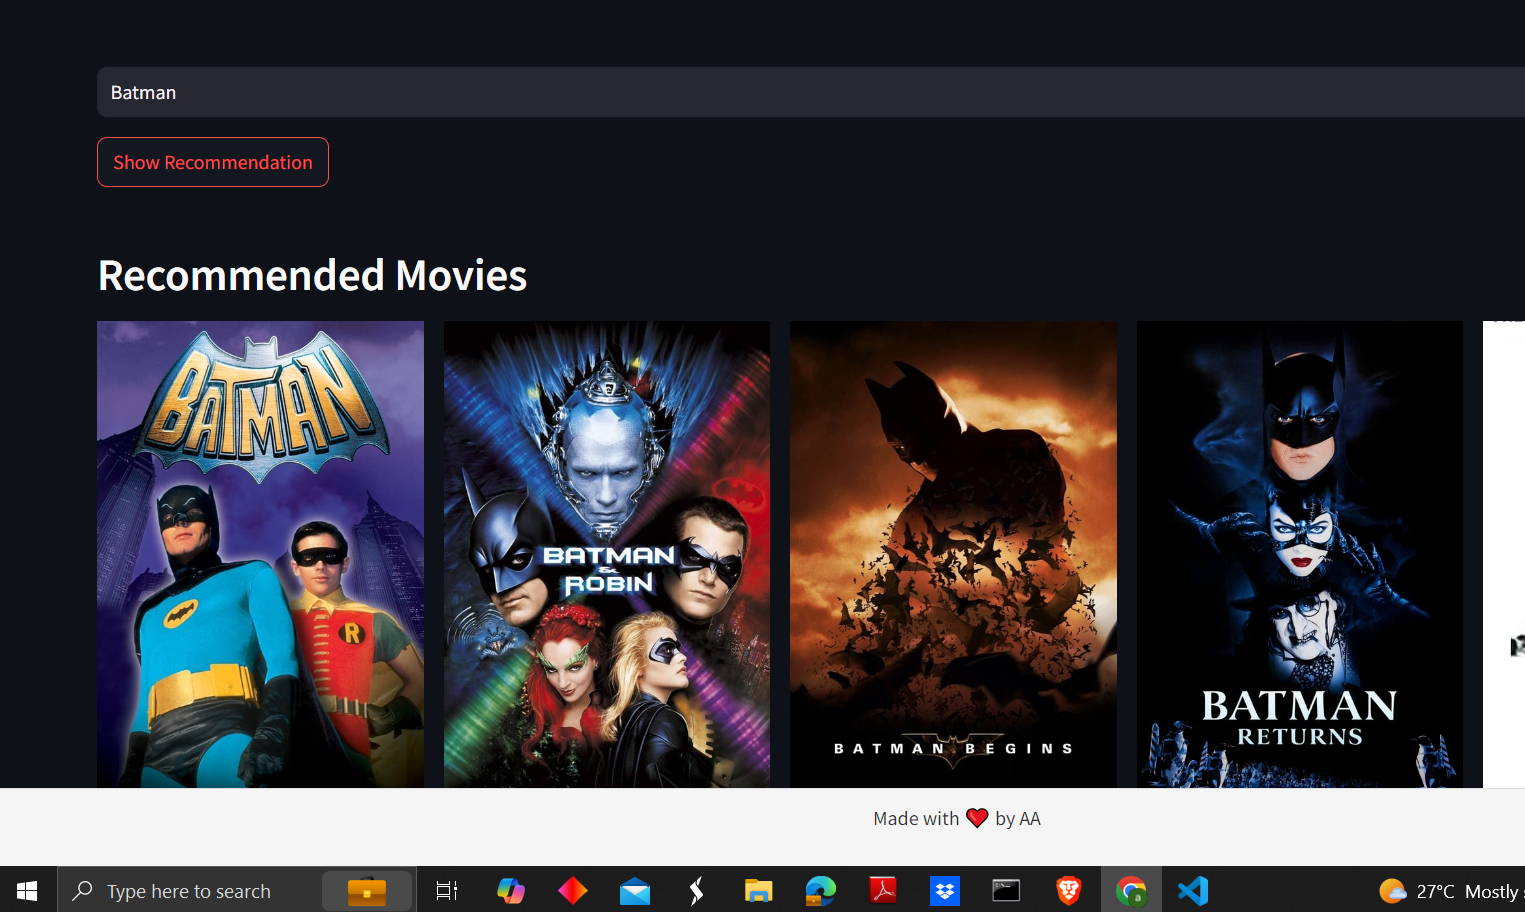 Batman
Show Recommendation
Recommended Movies
BATMAN
R
BATMAN
&
ROBIN
BATMAN BEGINS
BATMAN
RETURNS
Made with ❤ by AA
Type here to search
27°C Mostly